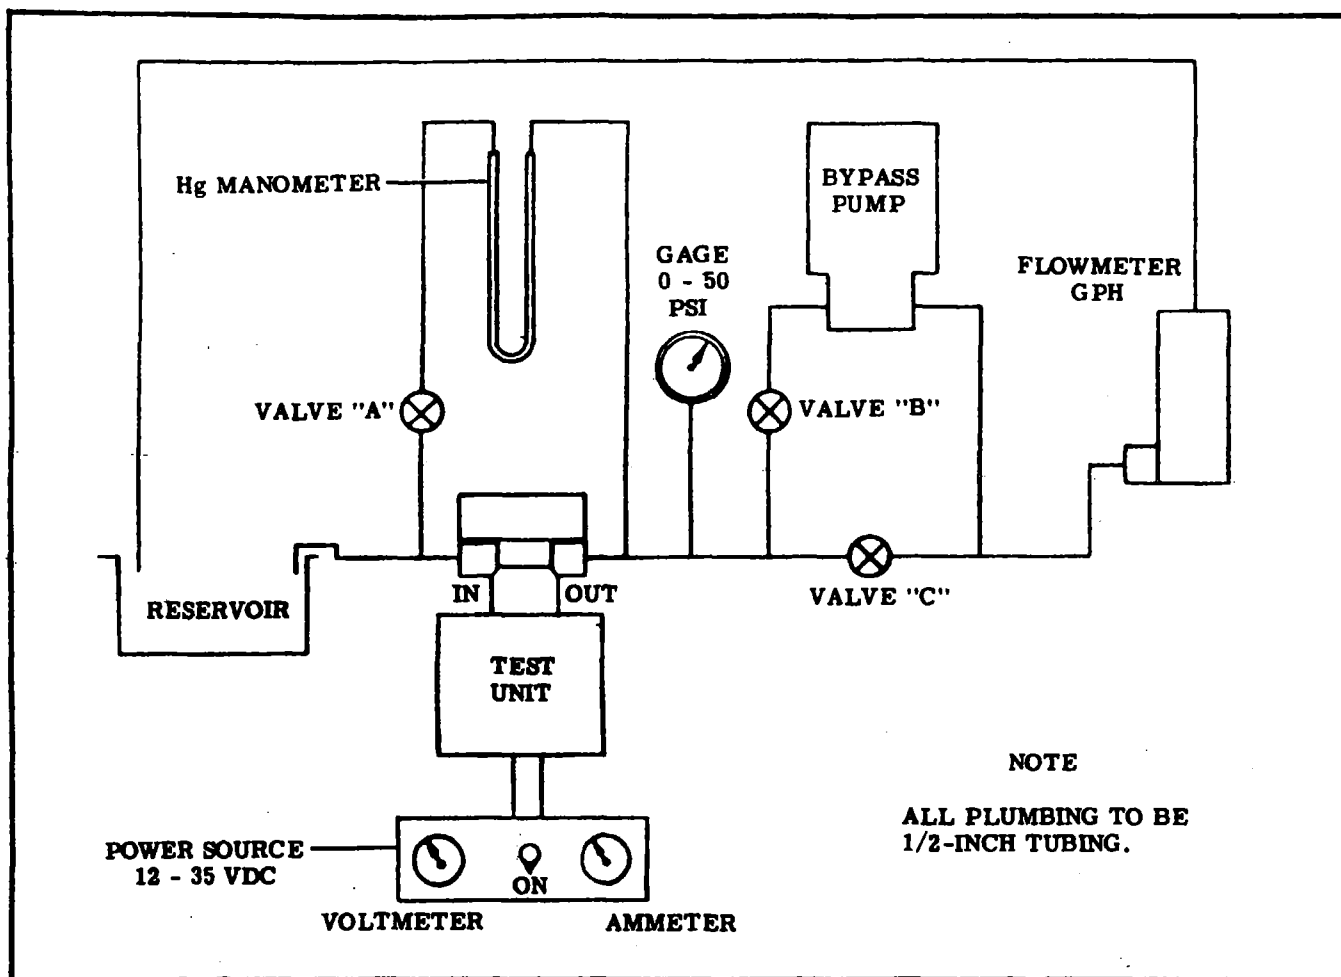 Hg MANOMETER
BYPASS
PUMP
GAGE
0 - 50
PSI
FLOWMETER
GPH
VALVE "A"
VALVE "B"
IN
OUT
VALVE "C"
RESERVOIR
TEST
UNIT
NOTE
ALL PLUMBING TO BE
1/2-INCH TUBING.
POWER SOURCE
12 - 35 VDC
ON
VOLTMETER
AMMETER